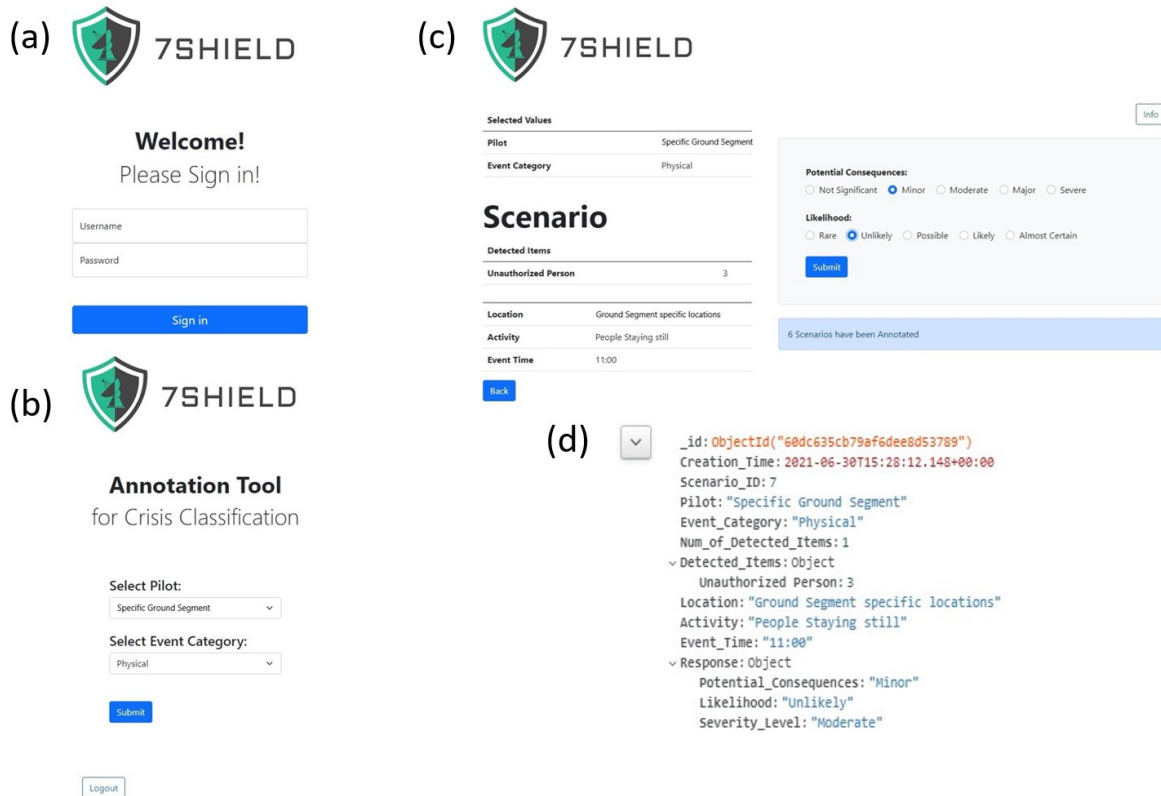 (a)
7SHIELD
Welcome!
Please Sign in!
Username
Password
Sign in
(b)
7SHIELD
Annotation Tool
for Crisis Classification
Select Pilot:
Specific Ground Segment
Select Event Category:
Physical
Submit
Logout
(c)
7SHIELD
Info
Selected Values
Pilot Specific Ground Segment
Event Category Physical
Scenario
Detected Items
Unauthorized Person 3
Location Ground Segment specific locations
Activity People Staying still
Event Time 11:00
Back
Potential Consequences:
Not Significant Minor Moderate Major Severe
Likelihood:
Rare Unlikely Possible Likely Almost Certain
Submit
6 Scenarios have been Annotated
(d)
_id: ObjectId("60dc635cb79af6dee8d53789")
Creation_Time: 2021-06-30T15:28:12.148+00:00
Scenario_ID: 7
Pilot: "Specific Ground Segment"
Event_Category: "Physical"
Num_of_Detected_Items: 1
Detected_Items: Object
Unauthorized Person: 3
Location: "Ground Segment specific locations"
Activity: "People Staying still"
Event_Time: "11:00"
Response: Object
Potential_Consequences: "Minor"
Likelihood: "Unlikely"
Severity_Level: "Moderate"